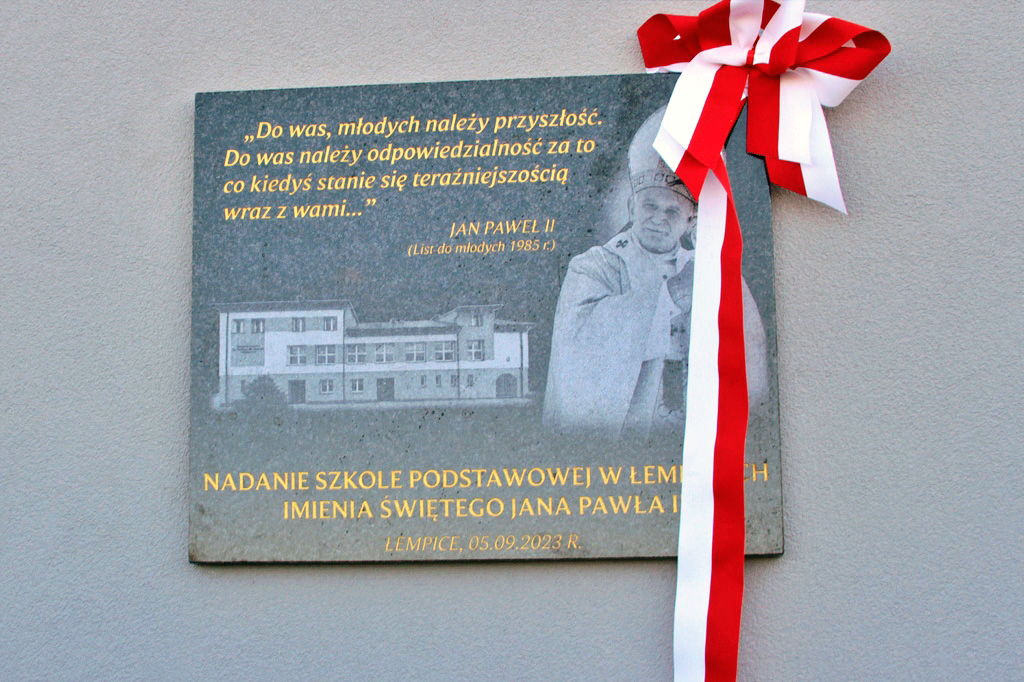 „Do was, młodych należy przyszłość.
Do was należy odpowiedzialność za to
co kiedyś stanie się teraźniejszością
wraz z wami...”
JAN PAWEŁ II
(List do młodych 1985 r.)
NADANIE SZKOLE PODSTAWOWEJ W
IMIENIA ŚWIĘTEGO JANA PAWŁA
ŁEMPICE, 05.09.2023 R.